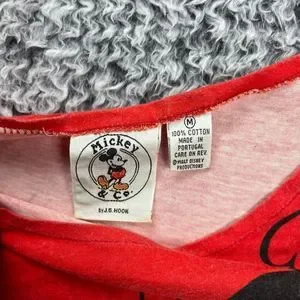 Mickey
& Co.
BY J.G. HOOK
M
100% COTTON
MADE IN
PORTUGAL
CARE ON REV.
© WALT DISNEY
PRODUCTIONS